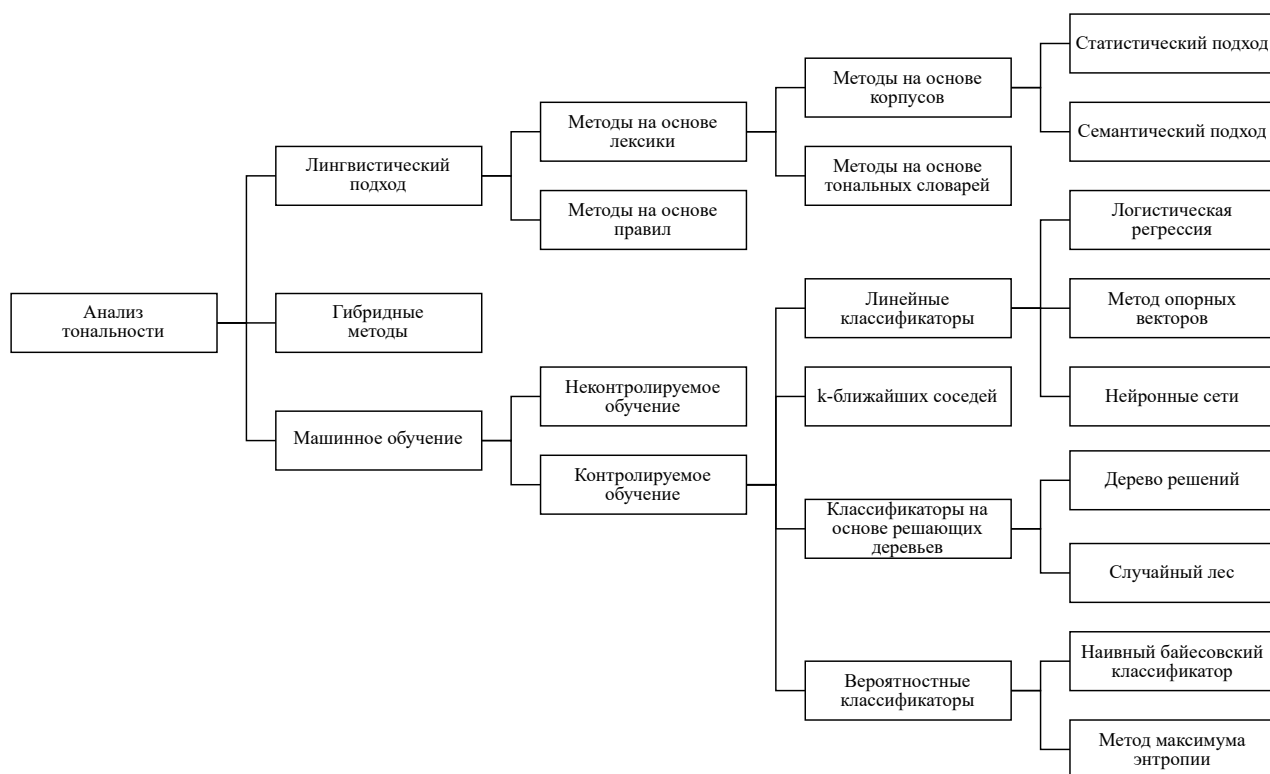 Анализ
тональности
Лингвистический
подход
Гибридные
методы
Машинное обучение
Методы на основе
лексики
Методы на основе
правил
Неконтролируемое
обучение
Контролируемое
обучение
Методы на основе
корпусов
Методы на основе
тональных словарей
Линейные
классификаторы
k-ближайших соседей
Классификаторы на
основе решающих
деревьев
Вероятностные
классификаторы
Статистический подход
Семантический подход
Логистическая
регрессия
Метод опорных
векторов
Нейронные сети
Дерево решений
Случайный лес
Наивный байесовский
классификатор
Метод максимума
энтропии